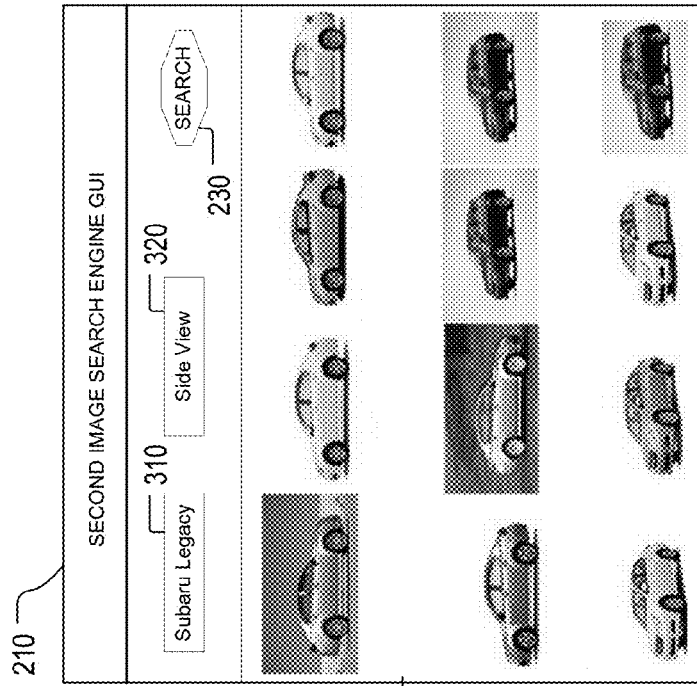 210
SECOND IMAGE SEARCH ENGINE GUI
310
320
Subaru Legacy
Side View
SEARCH
230